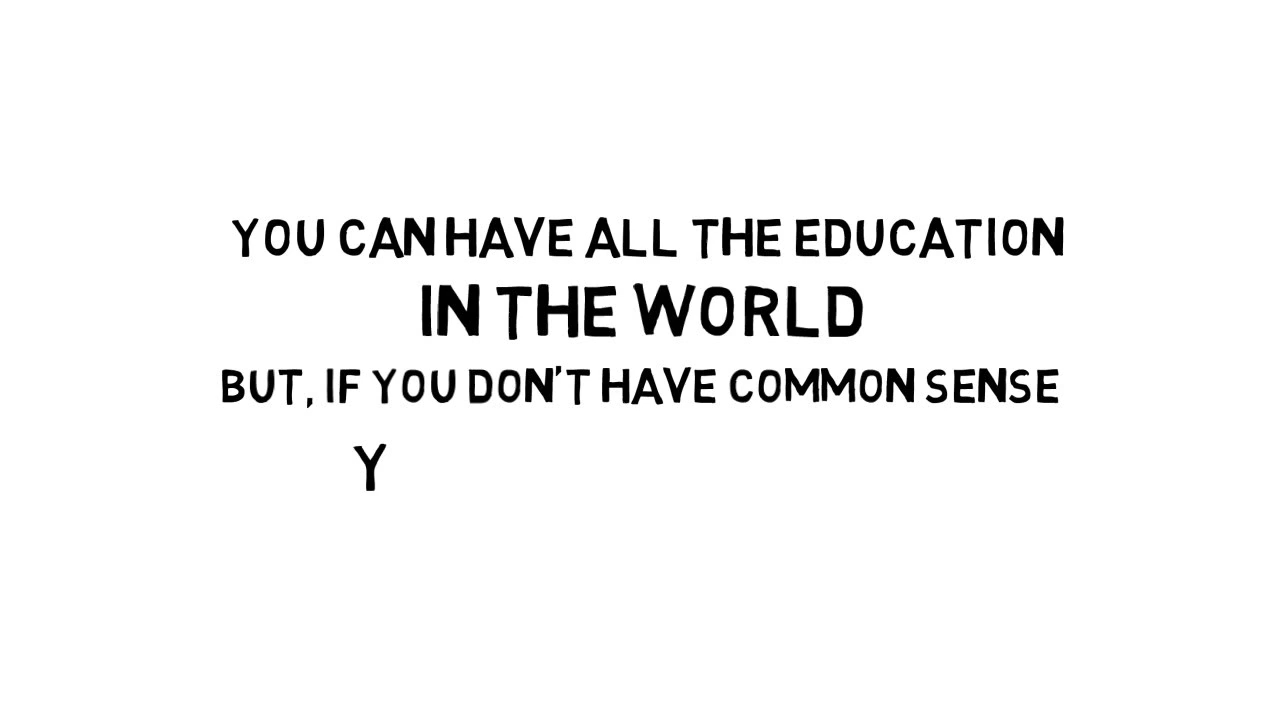 YOU CAN HAVE ALL THE EDUCATION
IN THE WORLD
BUT, IF YOU DON'T HAVE COMMON SENSE
Y